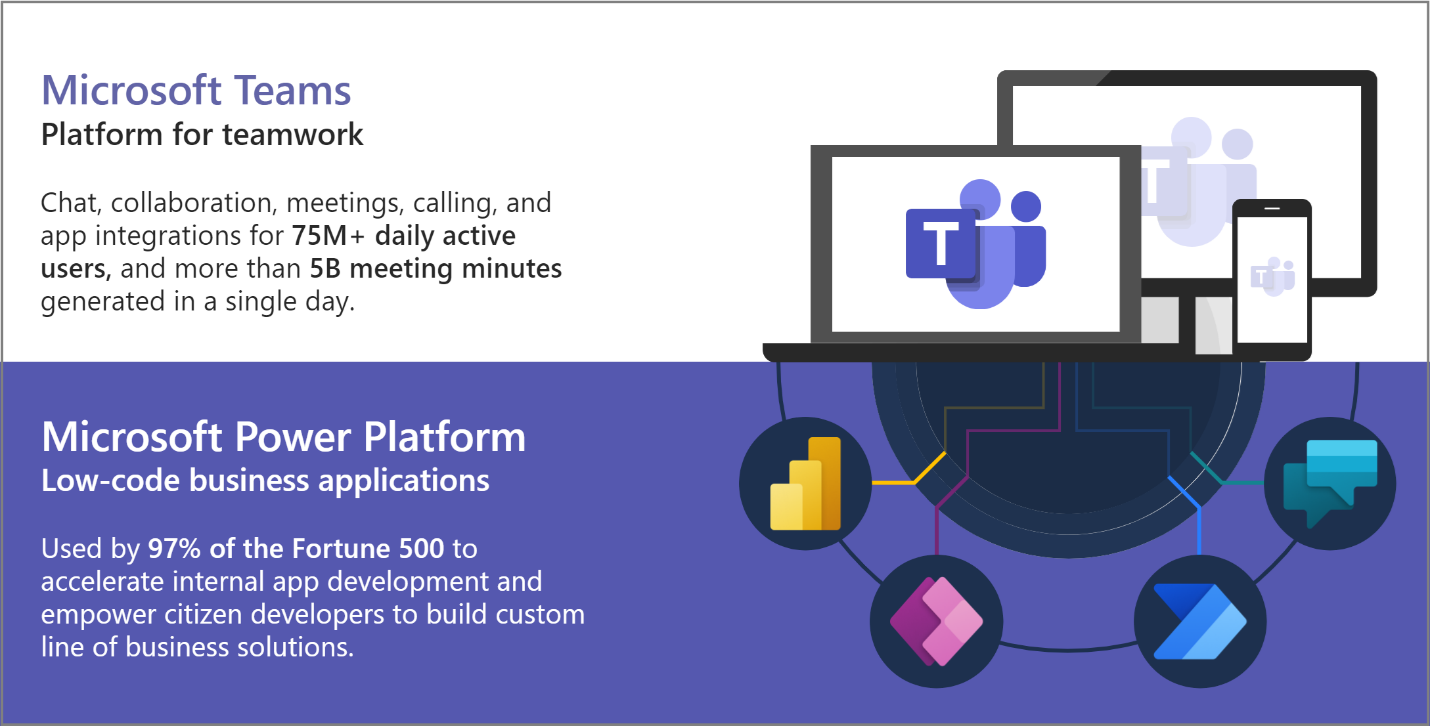 Microsoft Teams
Platform for teamwork
Chat, collaboration, meetings, calling, and
app integrations for 75M+ daily active
users, and more than 5B meeting minutes
generated in a single day.
T
T
T
Microsoft Power Platform
Low-code business applications
Used by 97% of the Fortune 500 to
accelerate internal app development and
empower citizen developers to build custom
line of business solutions.